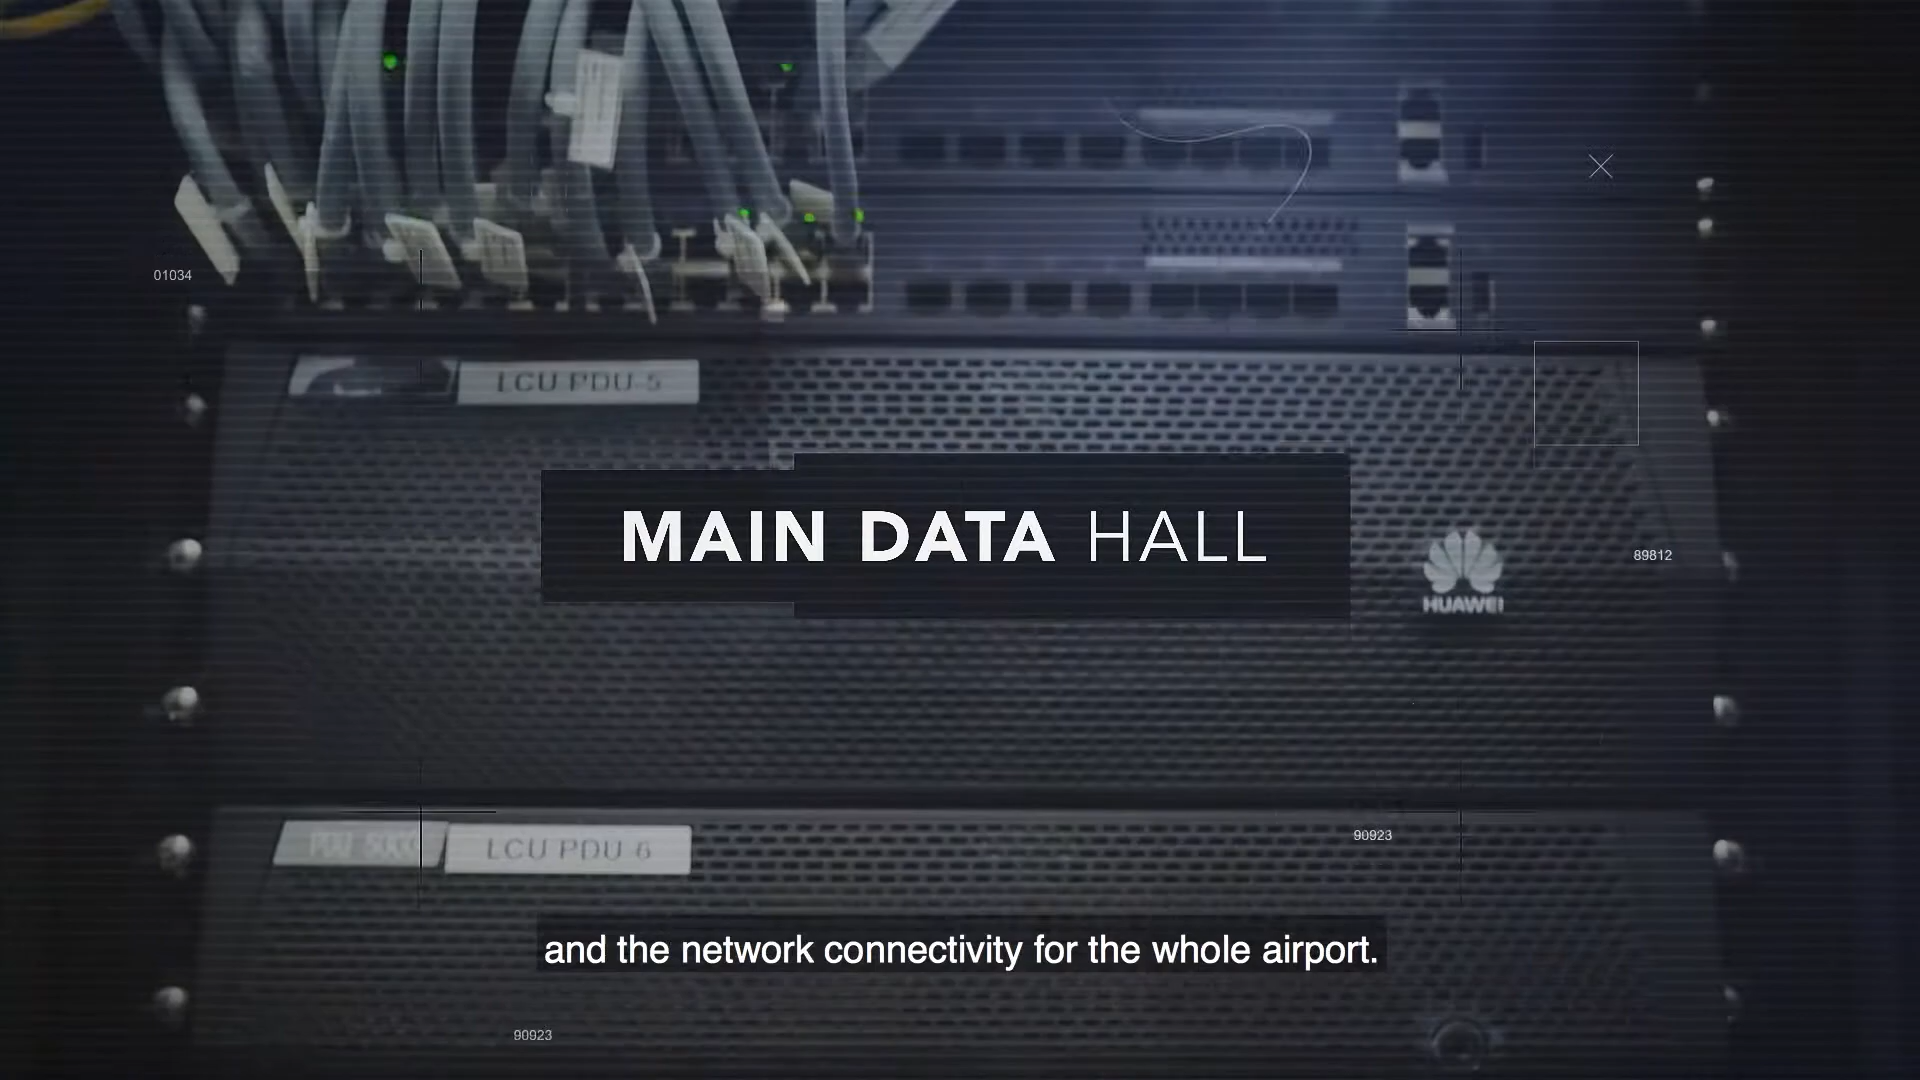 01034
LCU PDU-5
MAIN DATA HALL
HUAWEI
89812
LCU PDU 6
90923
and the network connectivity for the whole airport.
90923